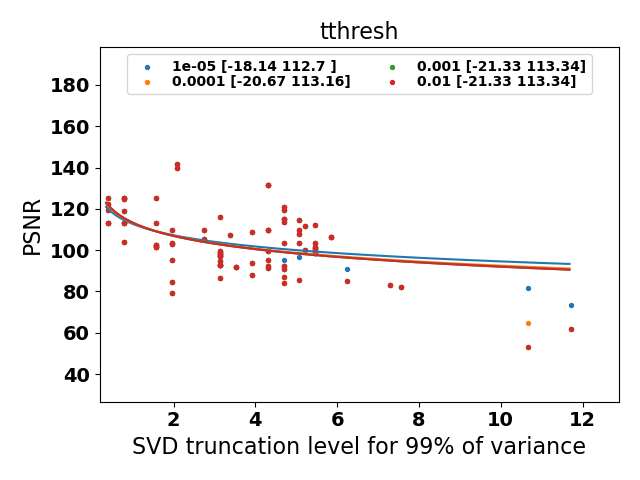 tthresh
1e-05 [-18.14 112.7 ]
0.0001 [-20.67 113.16]
0.001 [-21.33 113.34]
0.01 [-21.33 113.34]
PSNR
180
160
140
120
100
80
60
40
2 4 6 8 10 12
SVD truncation level for 99% of variance